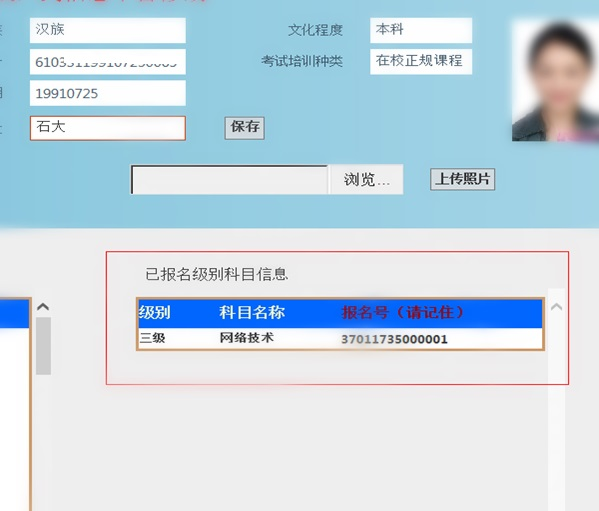 汉族 文化程度 本科
考试培训种类 在校正规课程
19910725
石大 保存
浏览... 上传照片
已报名级别科目信息
级别 科目名称 报名号（请记住）
三级 网络技术 37011735000001